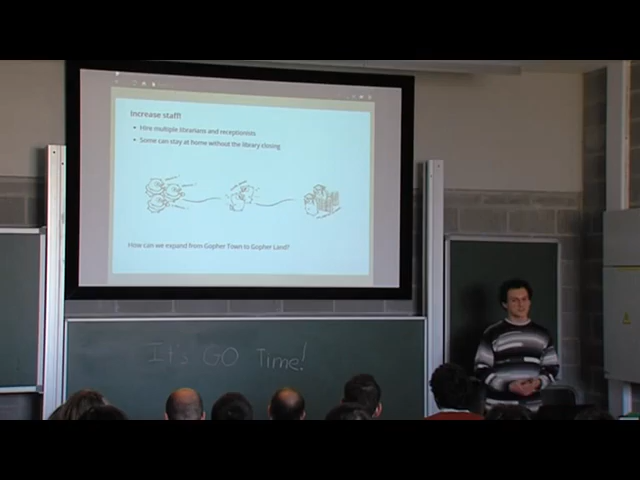 Increase staff!
• Hire multiple librarians and receptionists
• Some can stay at home without the library closing
How can we expand from Gopher Town to Gopher Land?
It's GO Time!